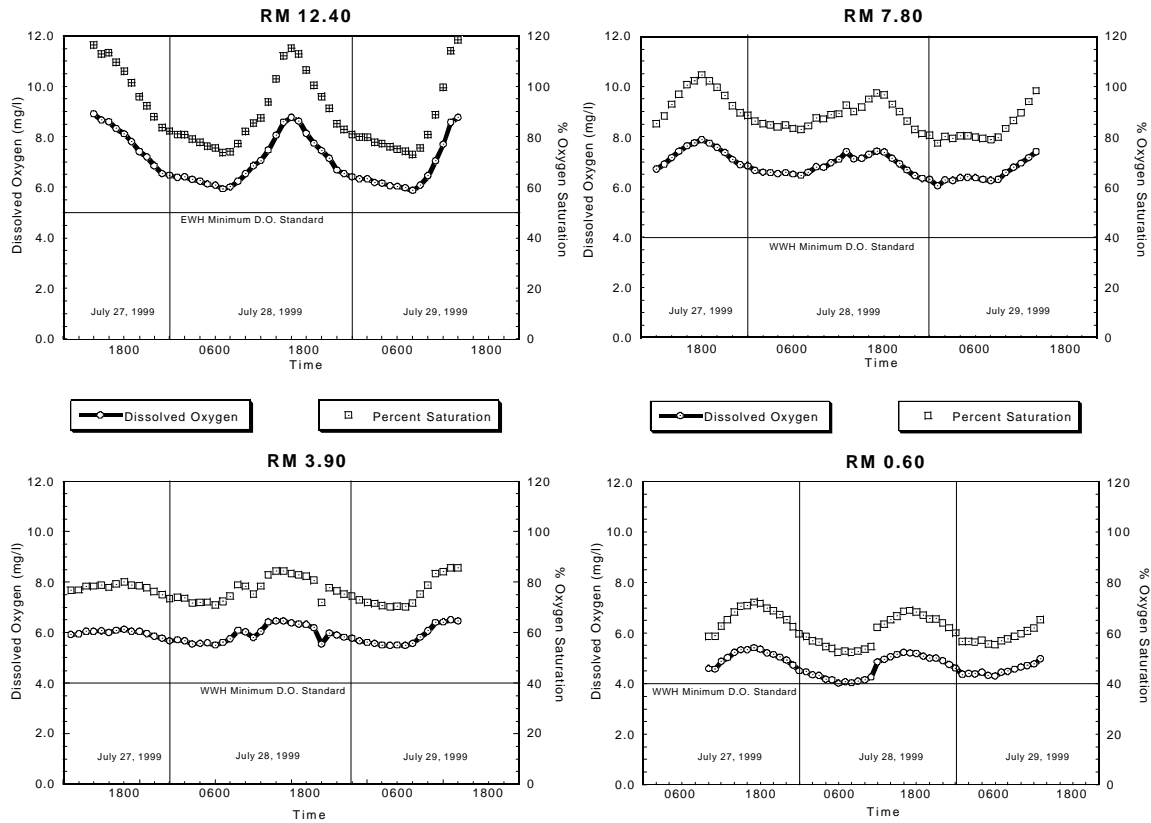 RM 12.40
12.0
10.0
8.0
6.0
4.0
2.0
0.0
Dissolved Oxygen (mg/l)
120
100
80
60
40
20
0
% Oxygen Saturation
EWH Minimum D.O. Standard
July 27, 1999
July 28, 1999
July 29, 1999
1800
0600
1800
0600
1800
Time
RM 7.80
12.0
10.0
8.0
6.0
4.0
2.0
0.0
Dissolved Oxygen (mg/l)
120
100
80
60
40
20
0
% Oxygen Saturation
WWH Minimum D.O. Standard
July 27, 1999
July 28, 1999
July 29, 1999
1800
0600
1800
0600
1800
Time
Dissolved Oxygen
Percent Saturation
Dissolved Oxygen
Percent Saturation
RM 3.90
12.0
10.0
8.0
6.0
4.0
2.0
0.0
Dissolved Oxygen (mg/l)
120
100
80
60
40
20
0
% Oxygen Saturation
WWH Minimum D.O. Standard
July 27, 1999
July 28, 1999
July 29, 1999
1800
0600
1800
0600
1800
Time
RM 0.60
12.0
10.0
8.0
6.0
4.0
2.0
0.0
Dissolved Oxygen (mg/l)
120
100
80
60
40
20
0
% Oxygen Saturation
WWH Minimum D.O. Standard
July 27, 1999
July 28, 1999
July 29, 1999
0600
1800
0600
1800
0600
1800
Time